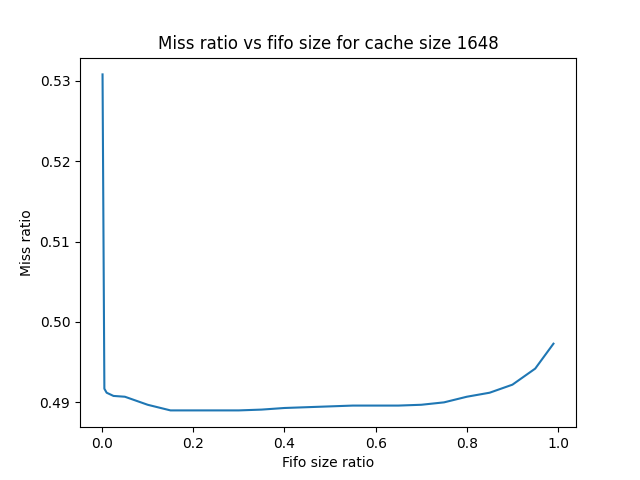 Miss ratio vs fifo size for cache size 1648
0.53
0.52
0.51
0.50
0.49
Miss ratio
0.0 0.2 0.4 0.6 0.8 1.0
Fifo size ratio